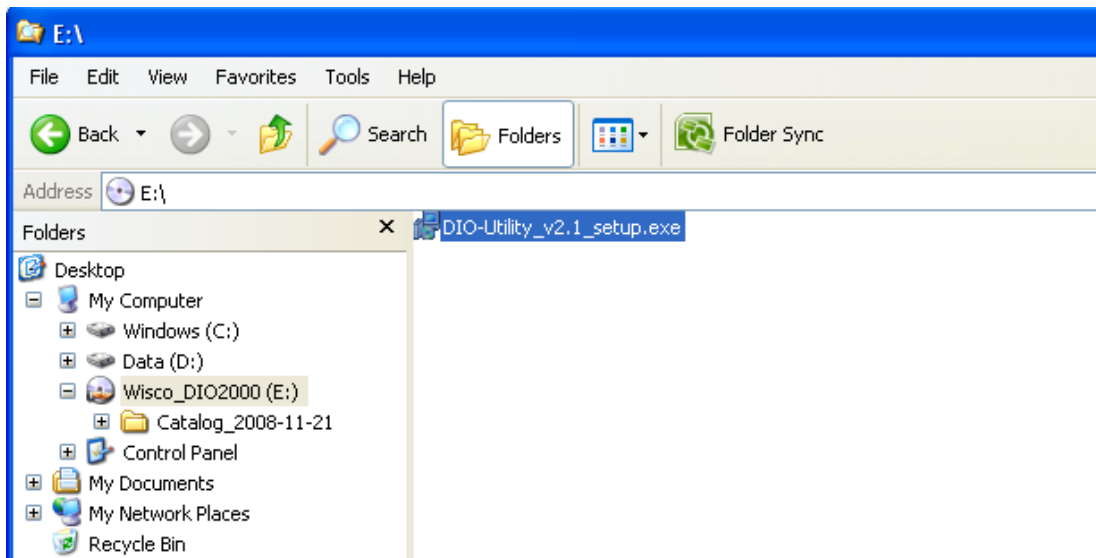 E:\
File Edit View Favorites Tools Help
Back Search Folders Folder Sync
Address E:\
Folders
DIO-Utility_v2.1_setup.exe
Desktop
My Computer
Windows (C:)
Data (D:)
Wisco_DIO2000 (E:)
Catalog_2008-11-21
Control Panel
My Documents
My Network Places
Recycle Bin